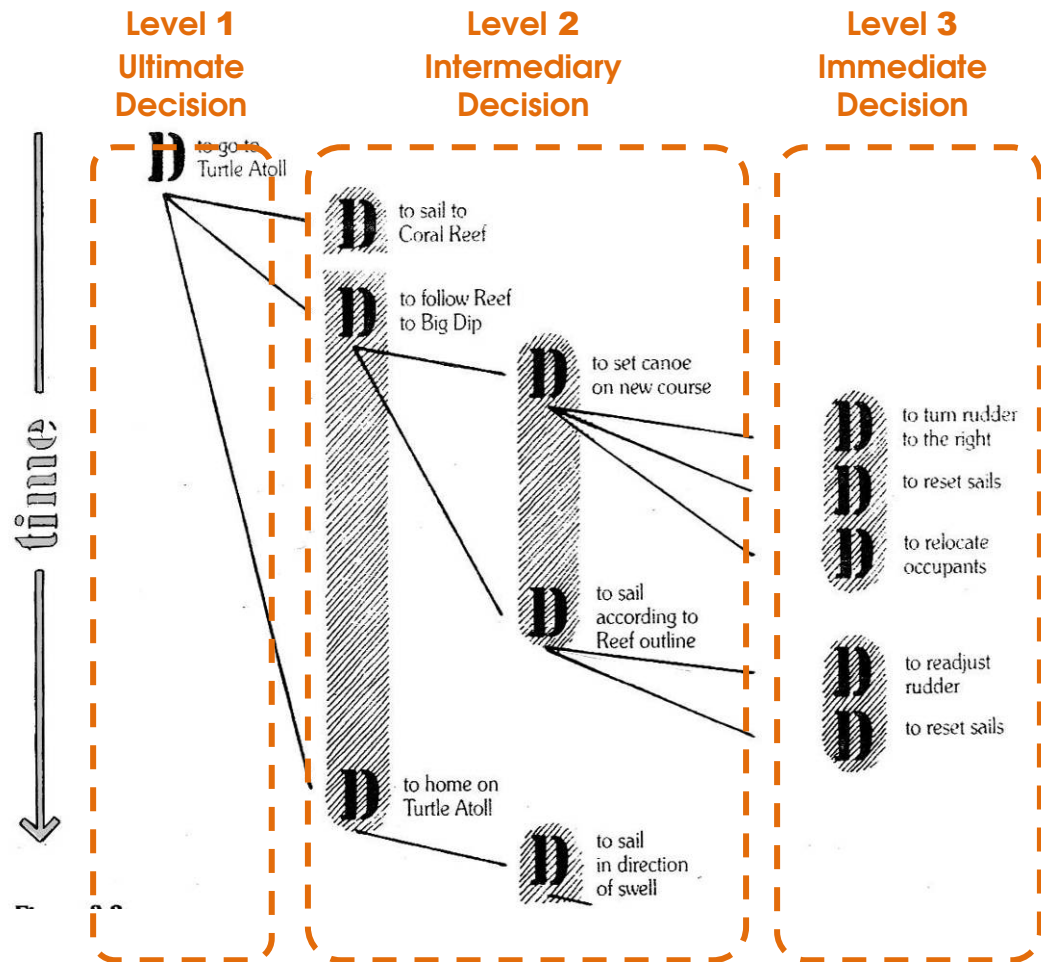 Level 1
Ultimate
Decision
Level 2
Intermediary
Decision
Level 3
Immediate
Decision
time
D to go to
Turtle Atoll
D to sail to
Coral Reef
D to follow Reef
to Big Dip
D to set canoe
on new course
D to turn rudder
to the right
D to reset sails
D to relocate
occupants
D to sail
according to
Reef outline
D to readjust
rudder
D to reset sails
D to home on
Turtle Atoll
D to sail
in direction
of swell